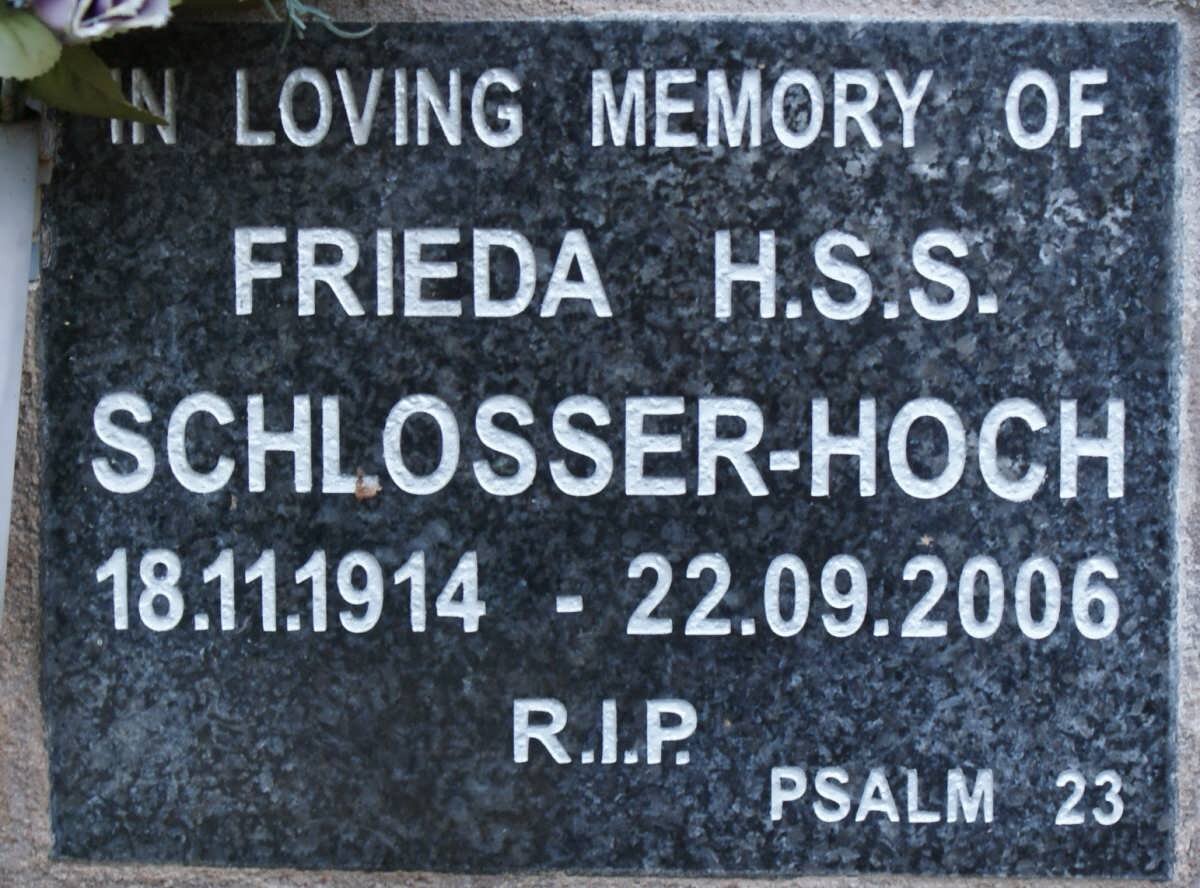 IN LOVING MEMORY OF
FRIEDA H.S.S.
SCHLOSSER-HOCH
18.11.1914 - 22.09.2006
R.I.P.
PSALM 23